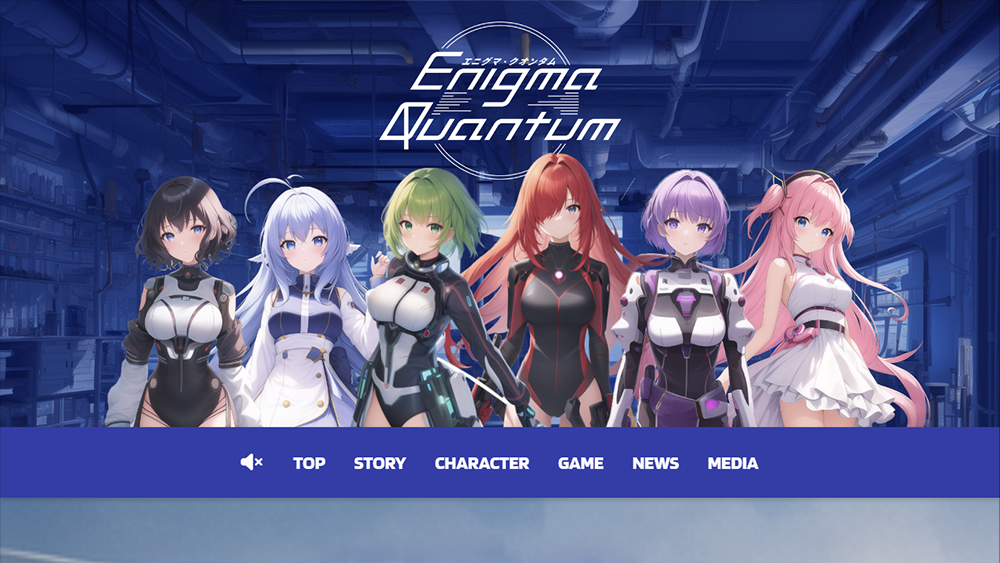 エニグマ・クオンタム
Enigma
Quantum
TOP STORY CHARACTER GAME NEWS MEDIA